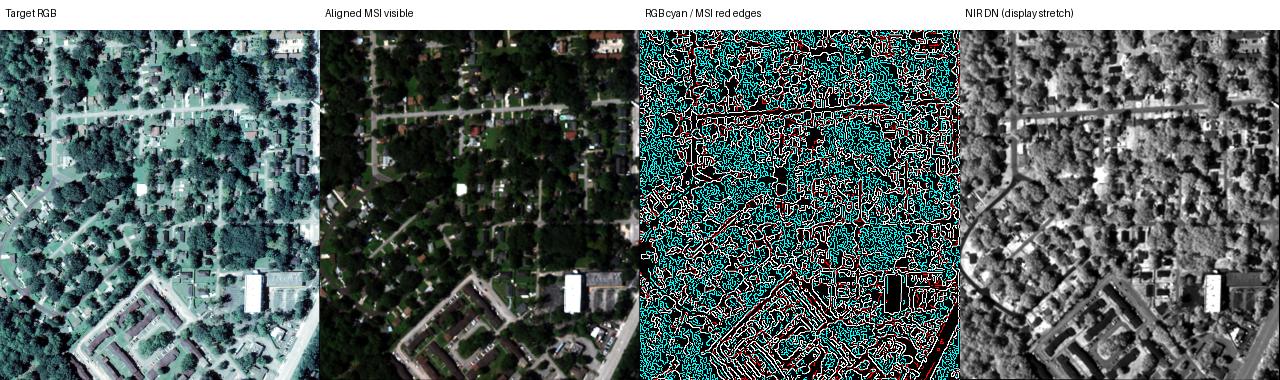 Target RGB
Aligned MSI visible
RGB cyan / MSI red edges
NIR DN (display stretch)